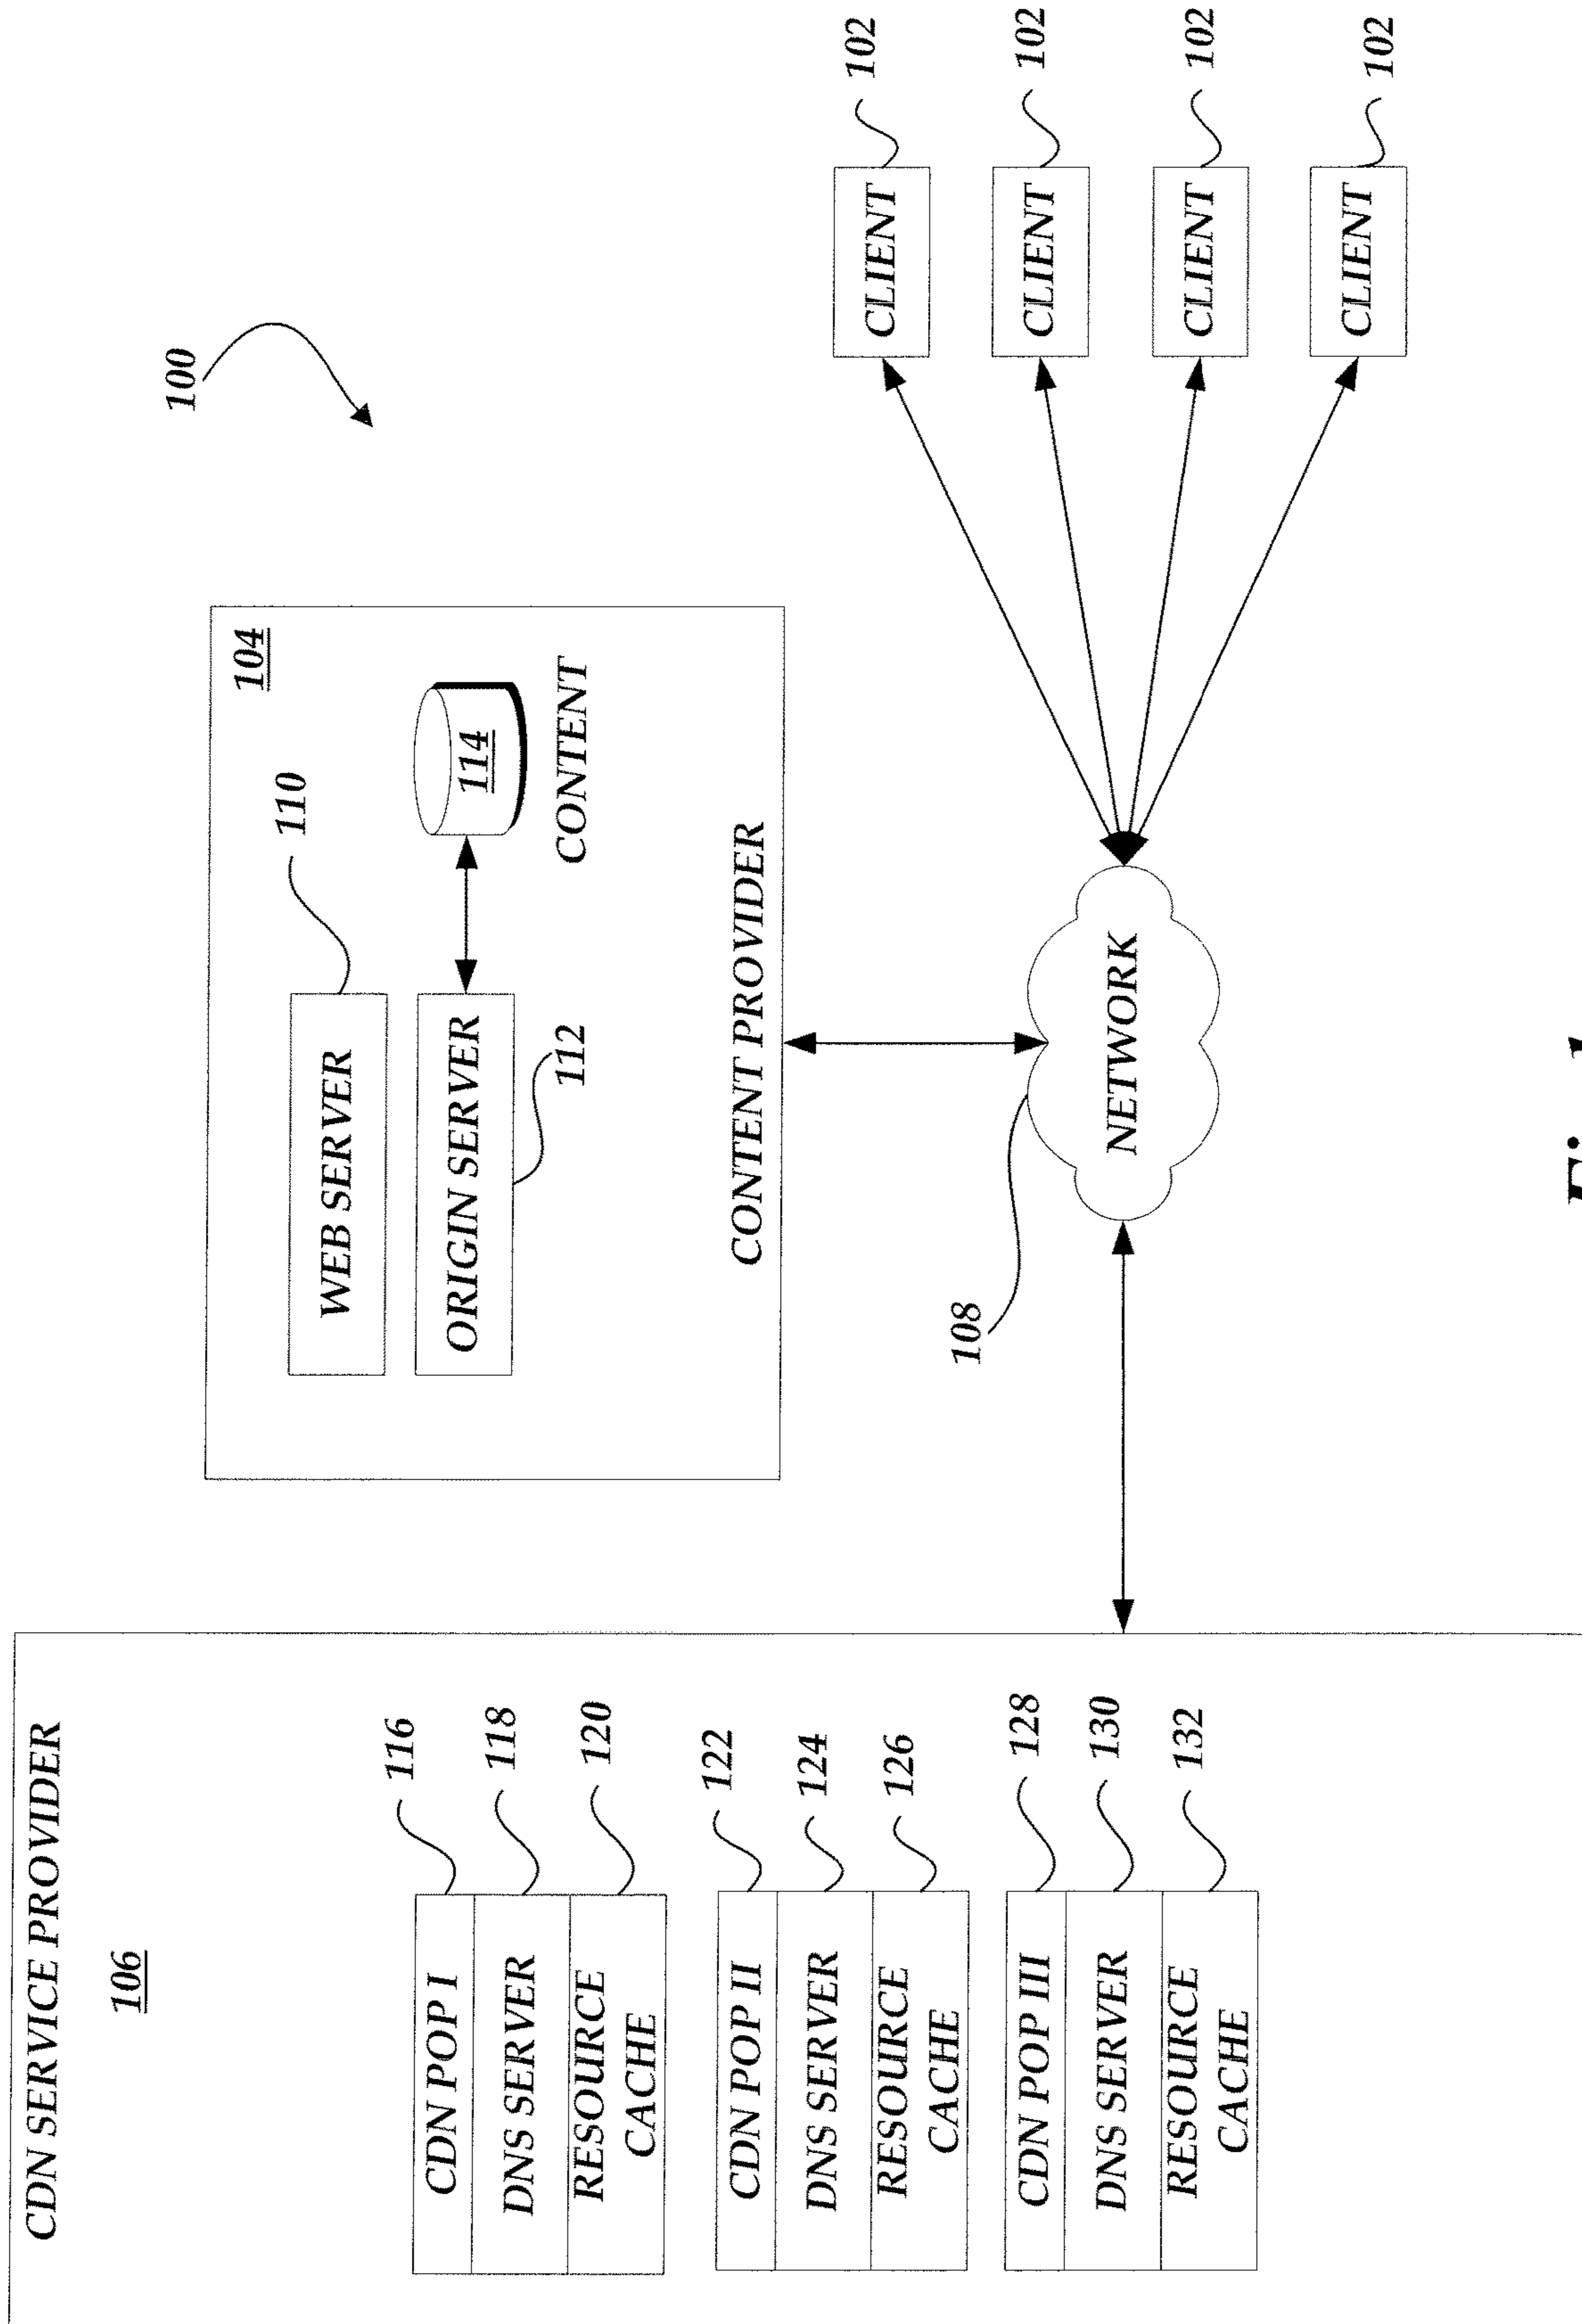 CDN SERVICE PROVIDER
106
CDN POP I
116
DNS SERVER
118
RESOURCE
CACHE
120
CDN POP II
122
DNS SERVER
124
RESOURCE
CACHE
126
CDN POP III
128
DNS SERVER
130
RESOURCE
CACHE
132
100
104
WEB SERVER
110
ORIGIN SERVER
112
114
CONTENT
CONTENT PROVIDER
108
NETWORK
CLIENT
102
CLIENT
102
CLIENT
102
CLIENT
102